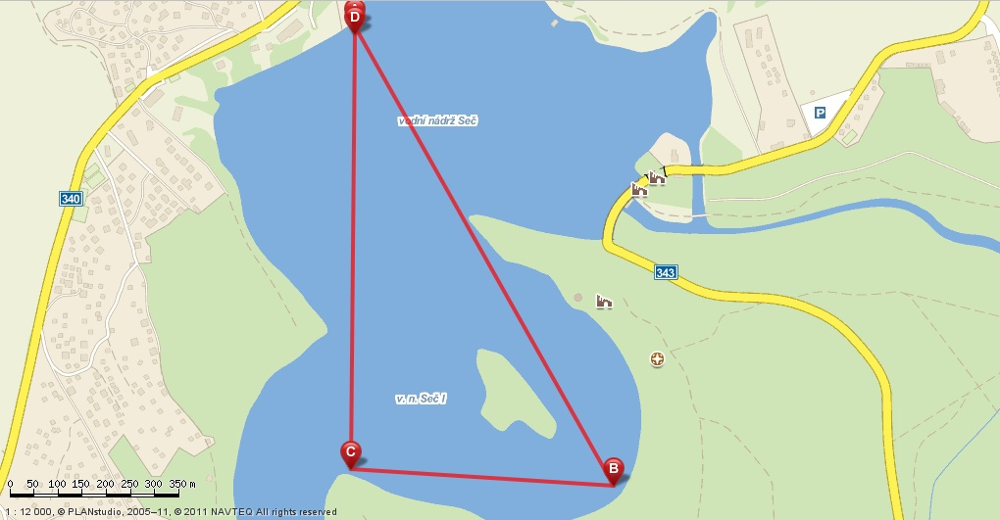 D
vodní nádrž Seč
P
340
343
v. n. Seč I
C
B
0 50 100 150 200 250 300 350 m
1 : 12 000, © PLANstudio, 2005–11, © 2011 NAVTEQ All rights reserved